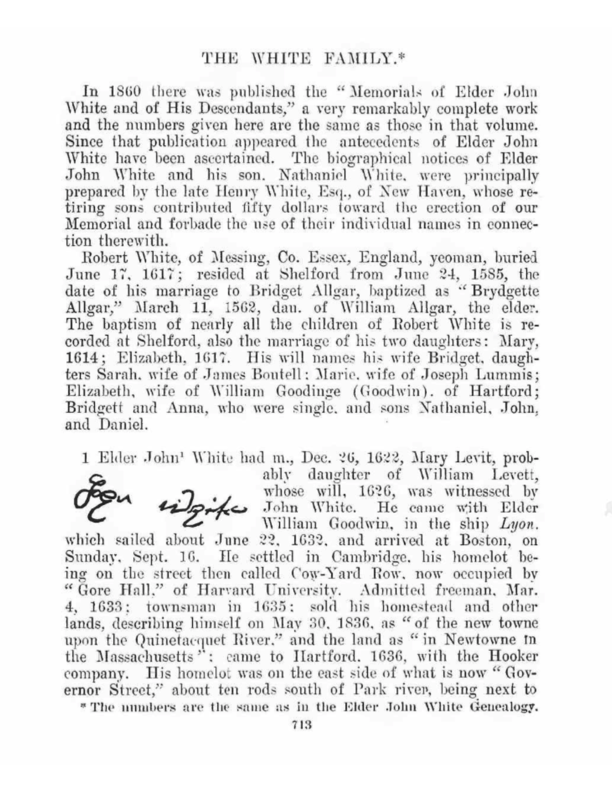 THE WHITE FAMILY.*
In 1860 there was published the “Memorials of Elder John
White and of His Descendants,” a very remarkably complete work
and the numbers given here are the same as those in that volume.
Since that publication appeared the antecedents of Elder John
White have been ascertained. The biographical notices of Elder
John White and his son, Nathaniel White, were principally
prepared by the late Henry White, Esq., of New Haven, whose re-
tiring sons contributed fifty dollars toward the erection of our
Memorial and forbade the use of their individual names in connec-
tion therewith.
Robert White, of Messing, Co. Essex, England, yeoman, buried
June 17, 1617; resided at Shelford from June 24, 1585, the
date of his marriage to Bridget Allgar, baptized as “Brydgette
Allgar,” March 11, 1562, dau. of William Allgar, the elder.
The baptism of nearly all the children of Robert White is re-
corded at Shelford, also the marriage of his two daughters: Mary,
1614; Elizabeth, 1617. His will names his wife Bridget, daugh-
ters Sarah, wife of James Bontell; Marie, wife of Joseph Lummis;
Elizabeth, wife of William Goodinge (Goodwin), of Hartford;
Bridgett and Anna, who were single, and sons Nathaniel, John,
and Daniel.
1 Elder John¹ White had m., Dec. 26, 1622, Mary Levit, prob-
ably daughter of William Levett,
whose will, 1626, was witnessed by
John White. He came with Elder
William Goodwin, in the ship Lyon,
which sailed about June 22, 1632, and arrived at Boston, on
Sunday, Sept. 16. He settled in Cambridge, his homelot be-
ing on the street then called Cow-Yard Row, now occupied by
“Gore Hall,” of Harvard University. Admitted freeman, Mar.
4, 1633; townsman in 1635; sold his homestead and other
lands, describing himself on May 30, 1836, as “of the new towne
upon the Quinetacquet River,” and the land as “in Newtowne in
the Massachusetts”; came to Hartford, 1636, with the Hooker
company. His homelot was on the east side of what is now “Gov-
ernor Street,” about ten rods south of Park river, being next to
* The numbers are the same as in the Elder John White Genealogy.
713